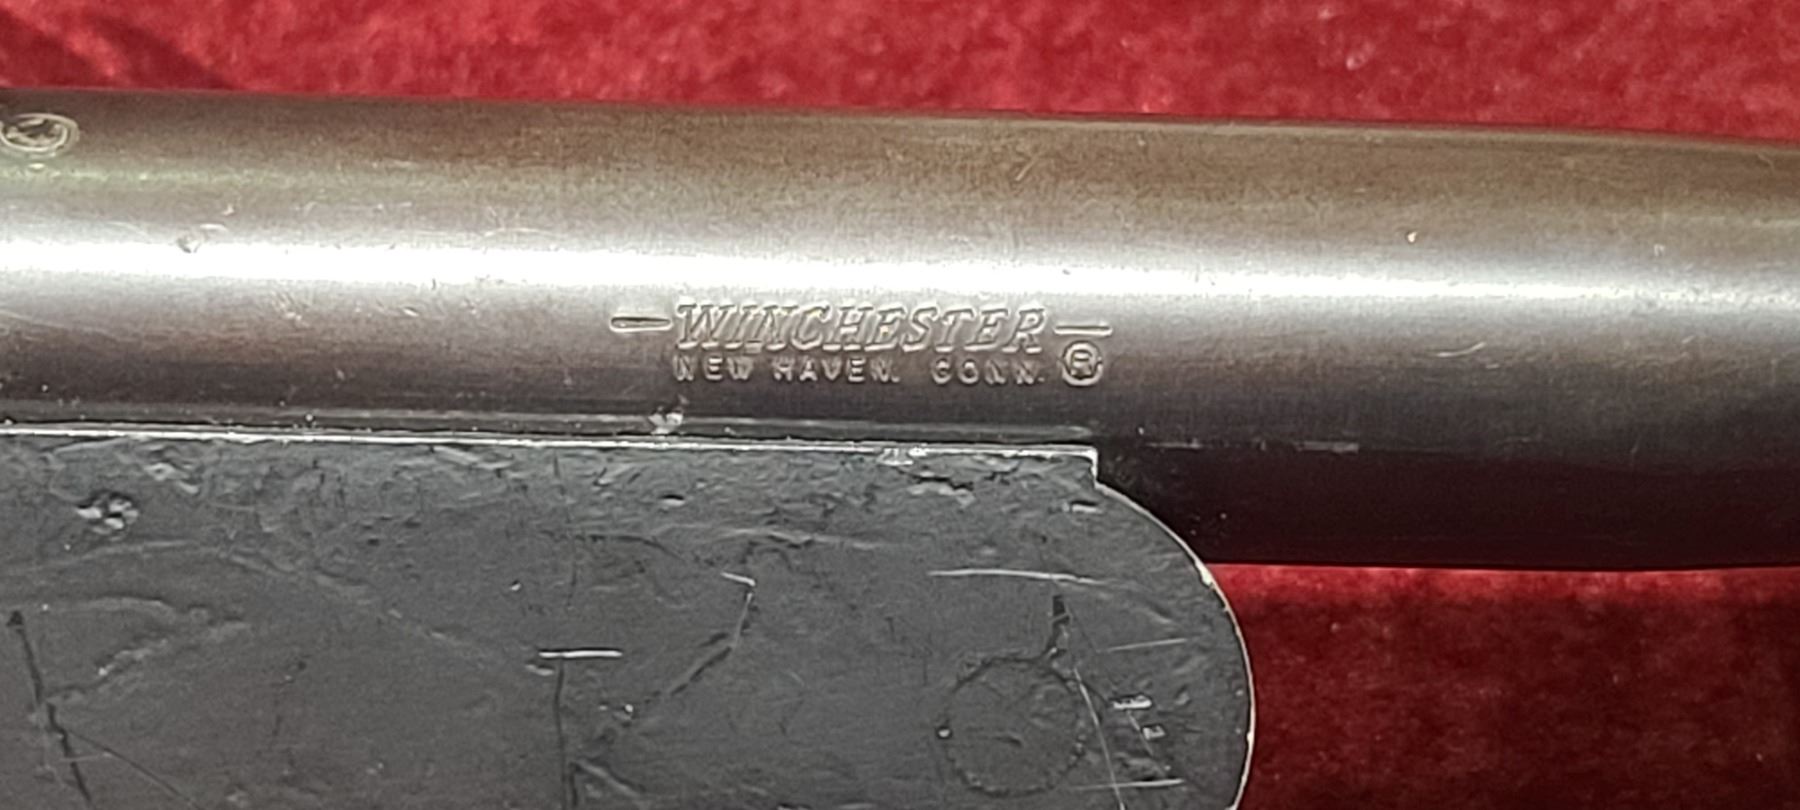 WINCHESTER
NEW HAVEN. CONN. ®